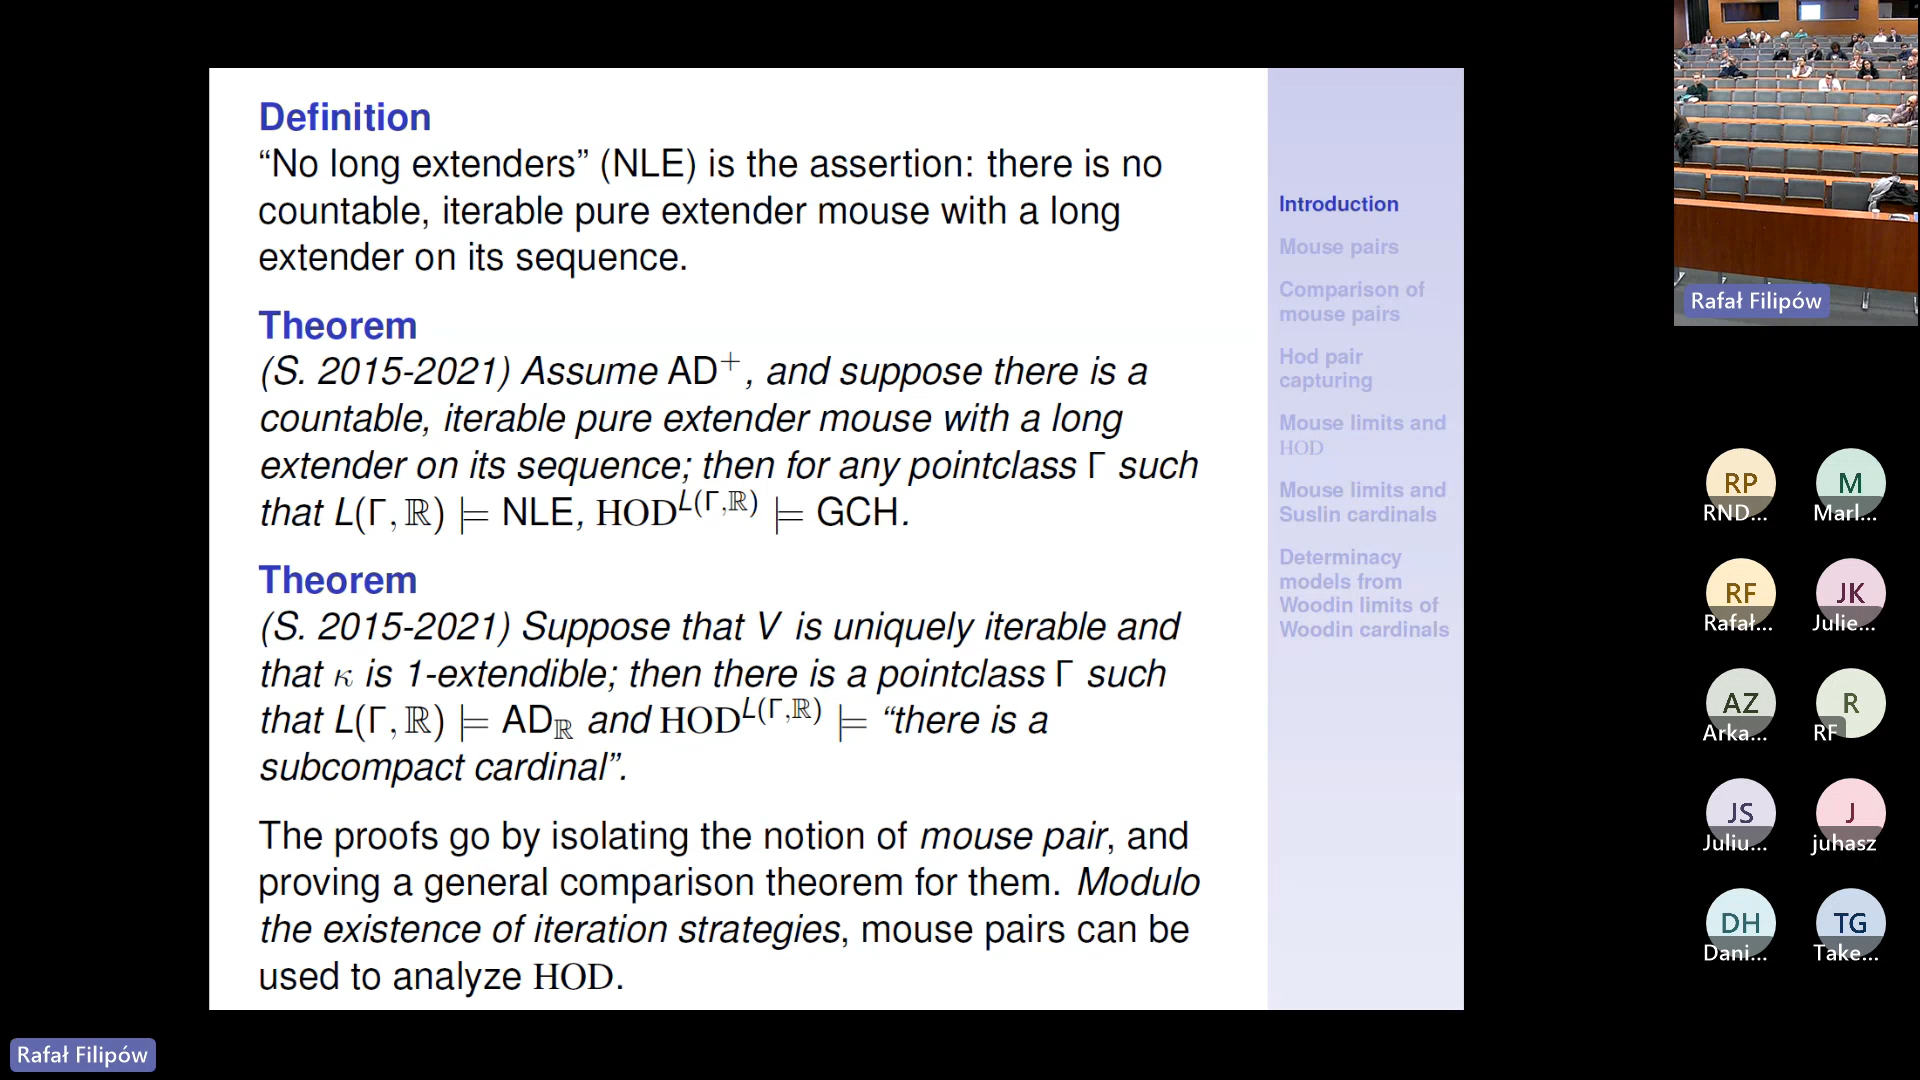 Definition
“No long extenders” (NLE) is the assertion: there is no
countable, iterable pure extender mouse with a long
extender on its sequence.
Theorem
(S. 2015-2021) Assume AD⁺, and suppose there is a
countable, iterable pure extender mouse with a long
extender on its sequence; then for any pointclass Γ such
that L(Γ, ℝ) ⊨ NLE, HOD^{L(Γ,ℝ)} ⊨ GCH.
Theorem
(S. 2015-2021) Suppose that V is uniquely iterable and
that κ is 1-extendible; then there is a pointclass Γ such
that L(Γ, ℝ) ⊨ AD_ℝ and HOD^{L(Γ,ℝ)} ⊨ “there is a
subcompact cardinal”.
The proofs go by isolating the notion of mouse pair, and
proving a general comparison theorem for them. Modulo
the existence of iteration strategies, mouse pairs can be
used to analyze HOD.
Introduction
Mouse pairs
Comparison of
mouse pairs
Hod pair
capturing
Mouse limits and
HOD
Mouse limits and
Suslin cardinals
Determinacy
models from
Woodin limits of
Woodin cardinals
Rafał Filipów
RP
RND...
M
Marl...
RF
Rafał...
JK
Julie...
AZ
Arka...
R
RF
JS
Juliu...
J
juhasz
DH
Dani...
TG
Take...
Rafał Filipów